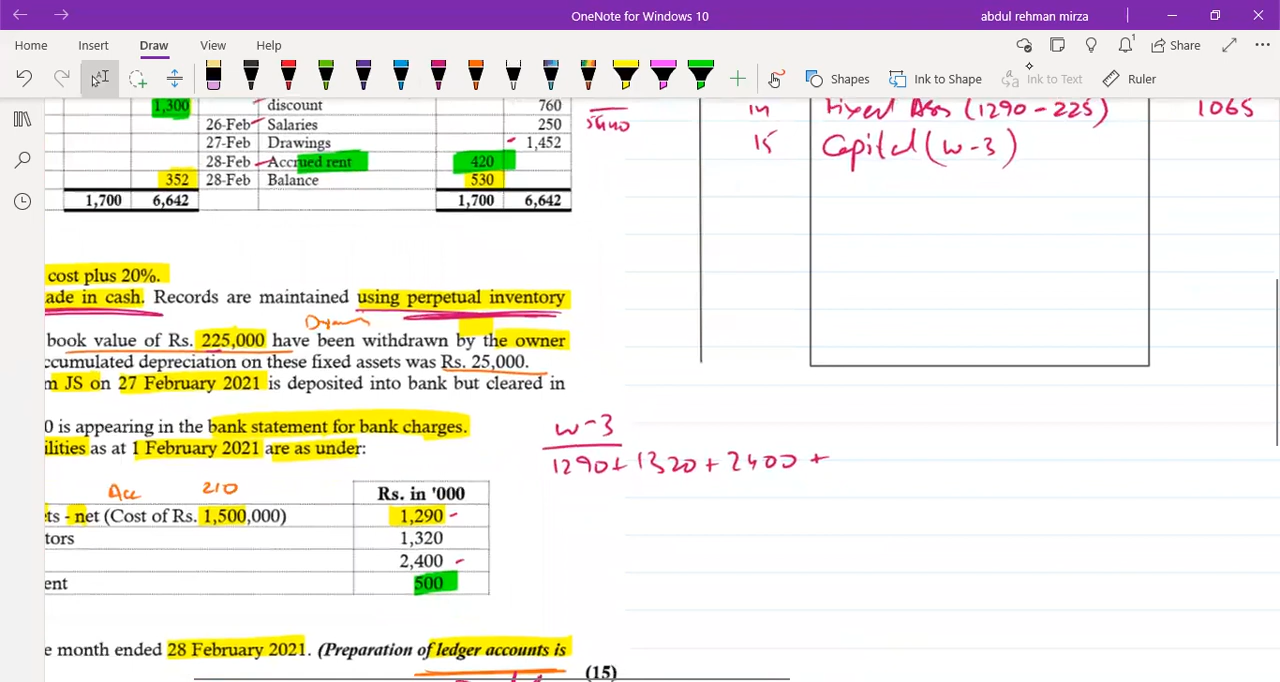 OneNote for Windows 10
abdul rehman mirza
Home Insert Draw View Help
Share
Shapes
Ink to Shape
Ink to Text
Ruler
1,300 discount 760
26-Feb Salaries 250
5440
27-Feb Drawings 1,452
28-Feb Accrued rent 420
352 28-Feb Balance 530
1,700 6,642 1,700 6,642
14 Fixed Ass (1290 - 225) 1065
15 Capital (W-3)
cost plus 20%.
ade in cash. Records are maintained using perpetual inventory
book value of Rs. 225,000 have been withdrawn by the owner
ccumulated depreciation on these fixed assets was Rs. 25,000.
m JS on 27 February 2021 is deposited into bank but cleared in
0 is appearing in the bank statement for bank charges.
ilities as at 1 February 2021 are as under:
W-3
1290+1320+2400+
Acc 210
Rs. in '000
ts - net (Cost of Rs. 1,500,000) 1,290
tors 1,320
2,400
ent 500
e month ended 28 February 2021. (Preparation of ledger accounts is
(15)